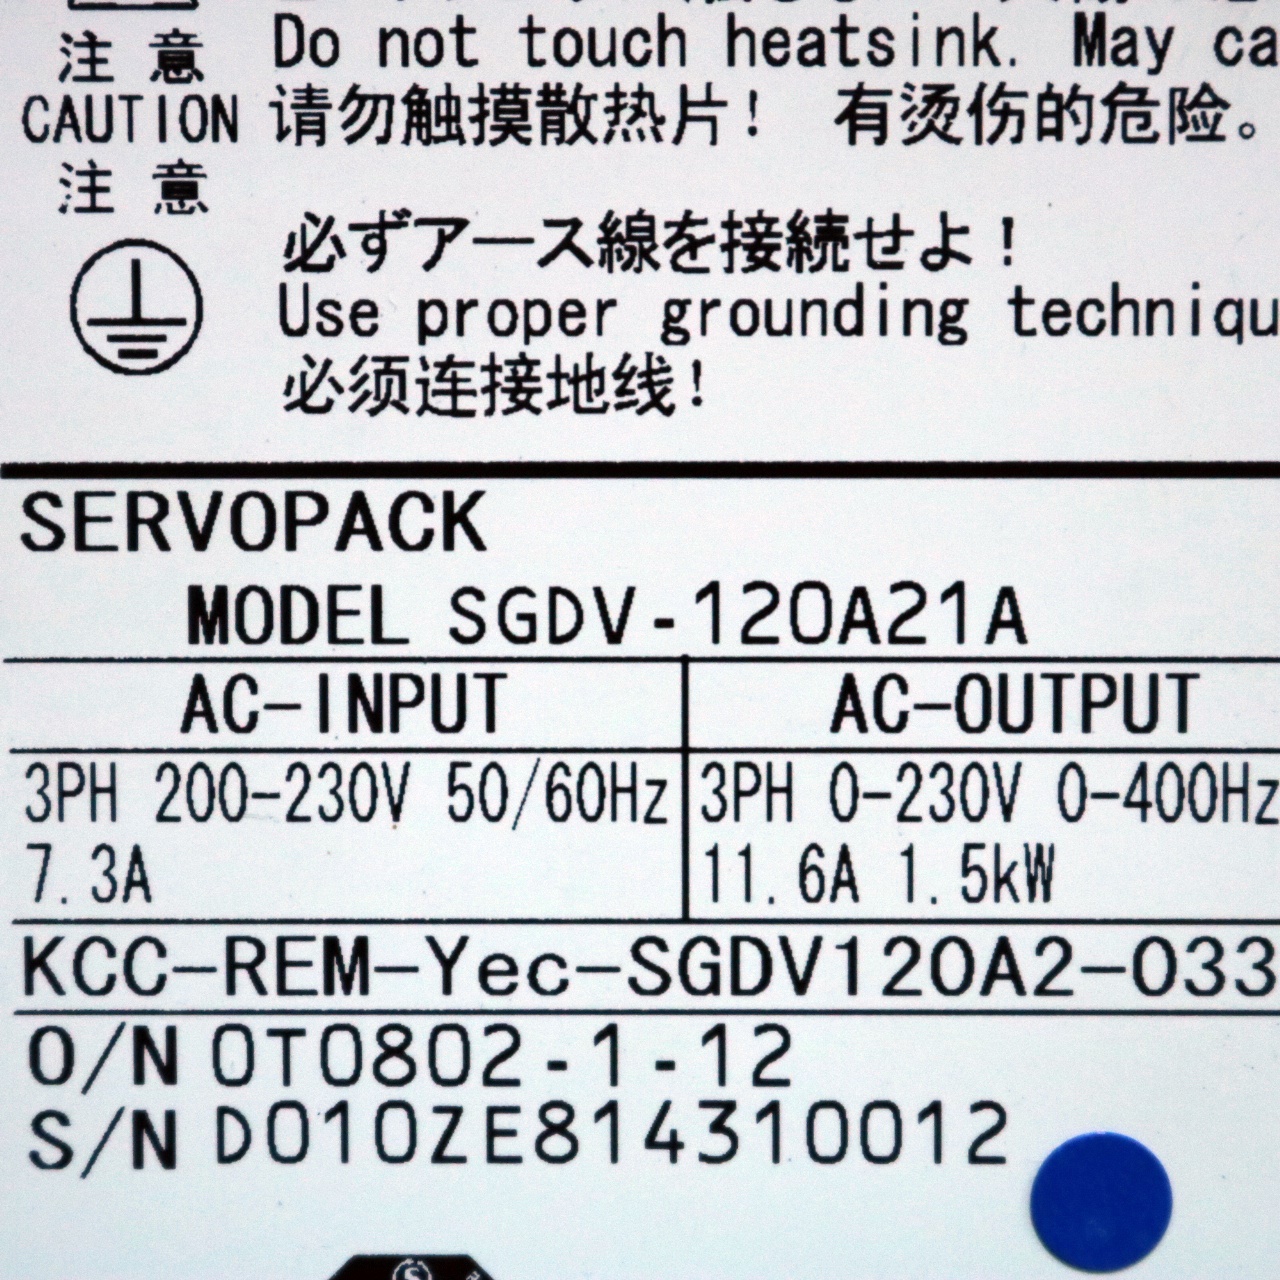 注 意
Do not touch heatsink. May ca
CAUTION 请勿触摸散热片! 有烫伤的危险。
注 意
必ずアース線を接続せよ!
Use proper grounding techniqu
必须连接地线!
SERVOPACK
MODEL SGDV-120A21A
AC-INPUT AC-OUTPUT
3PH 200-230V 50/60Hz 3PH 0-230V 0-400Hz
7.3A 11.6A 1.5kW
KCC-REM-Yec-SGDV120A2-033
O/N 0T0802-1-12
S/N D010ZE814310012